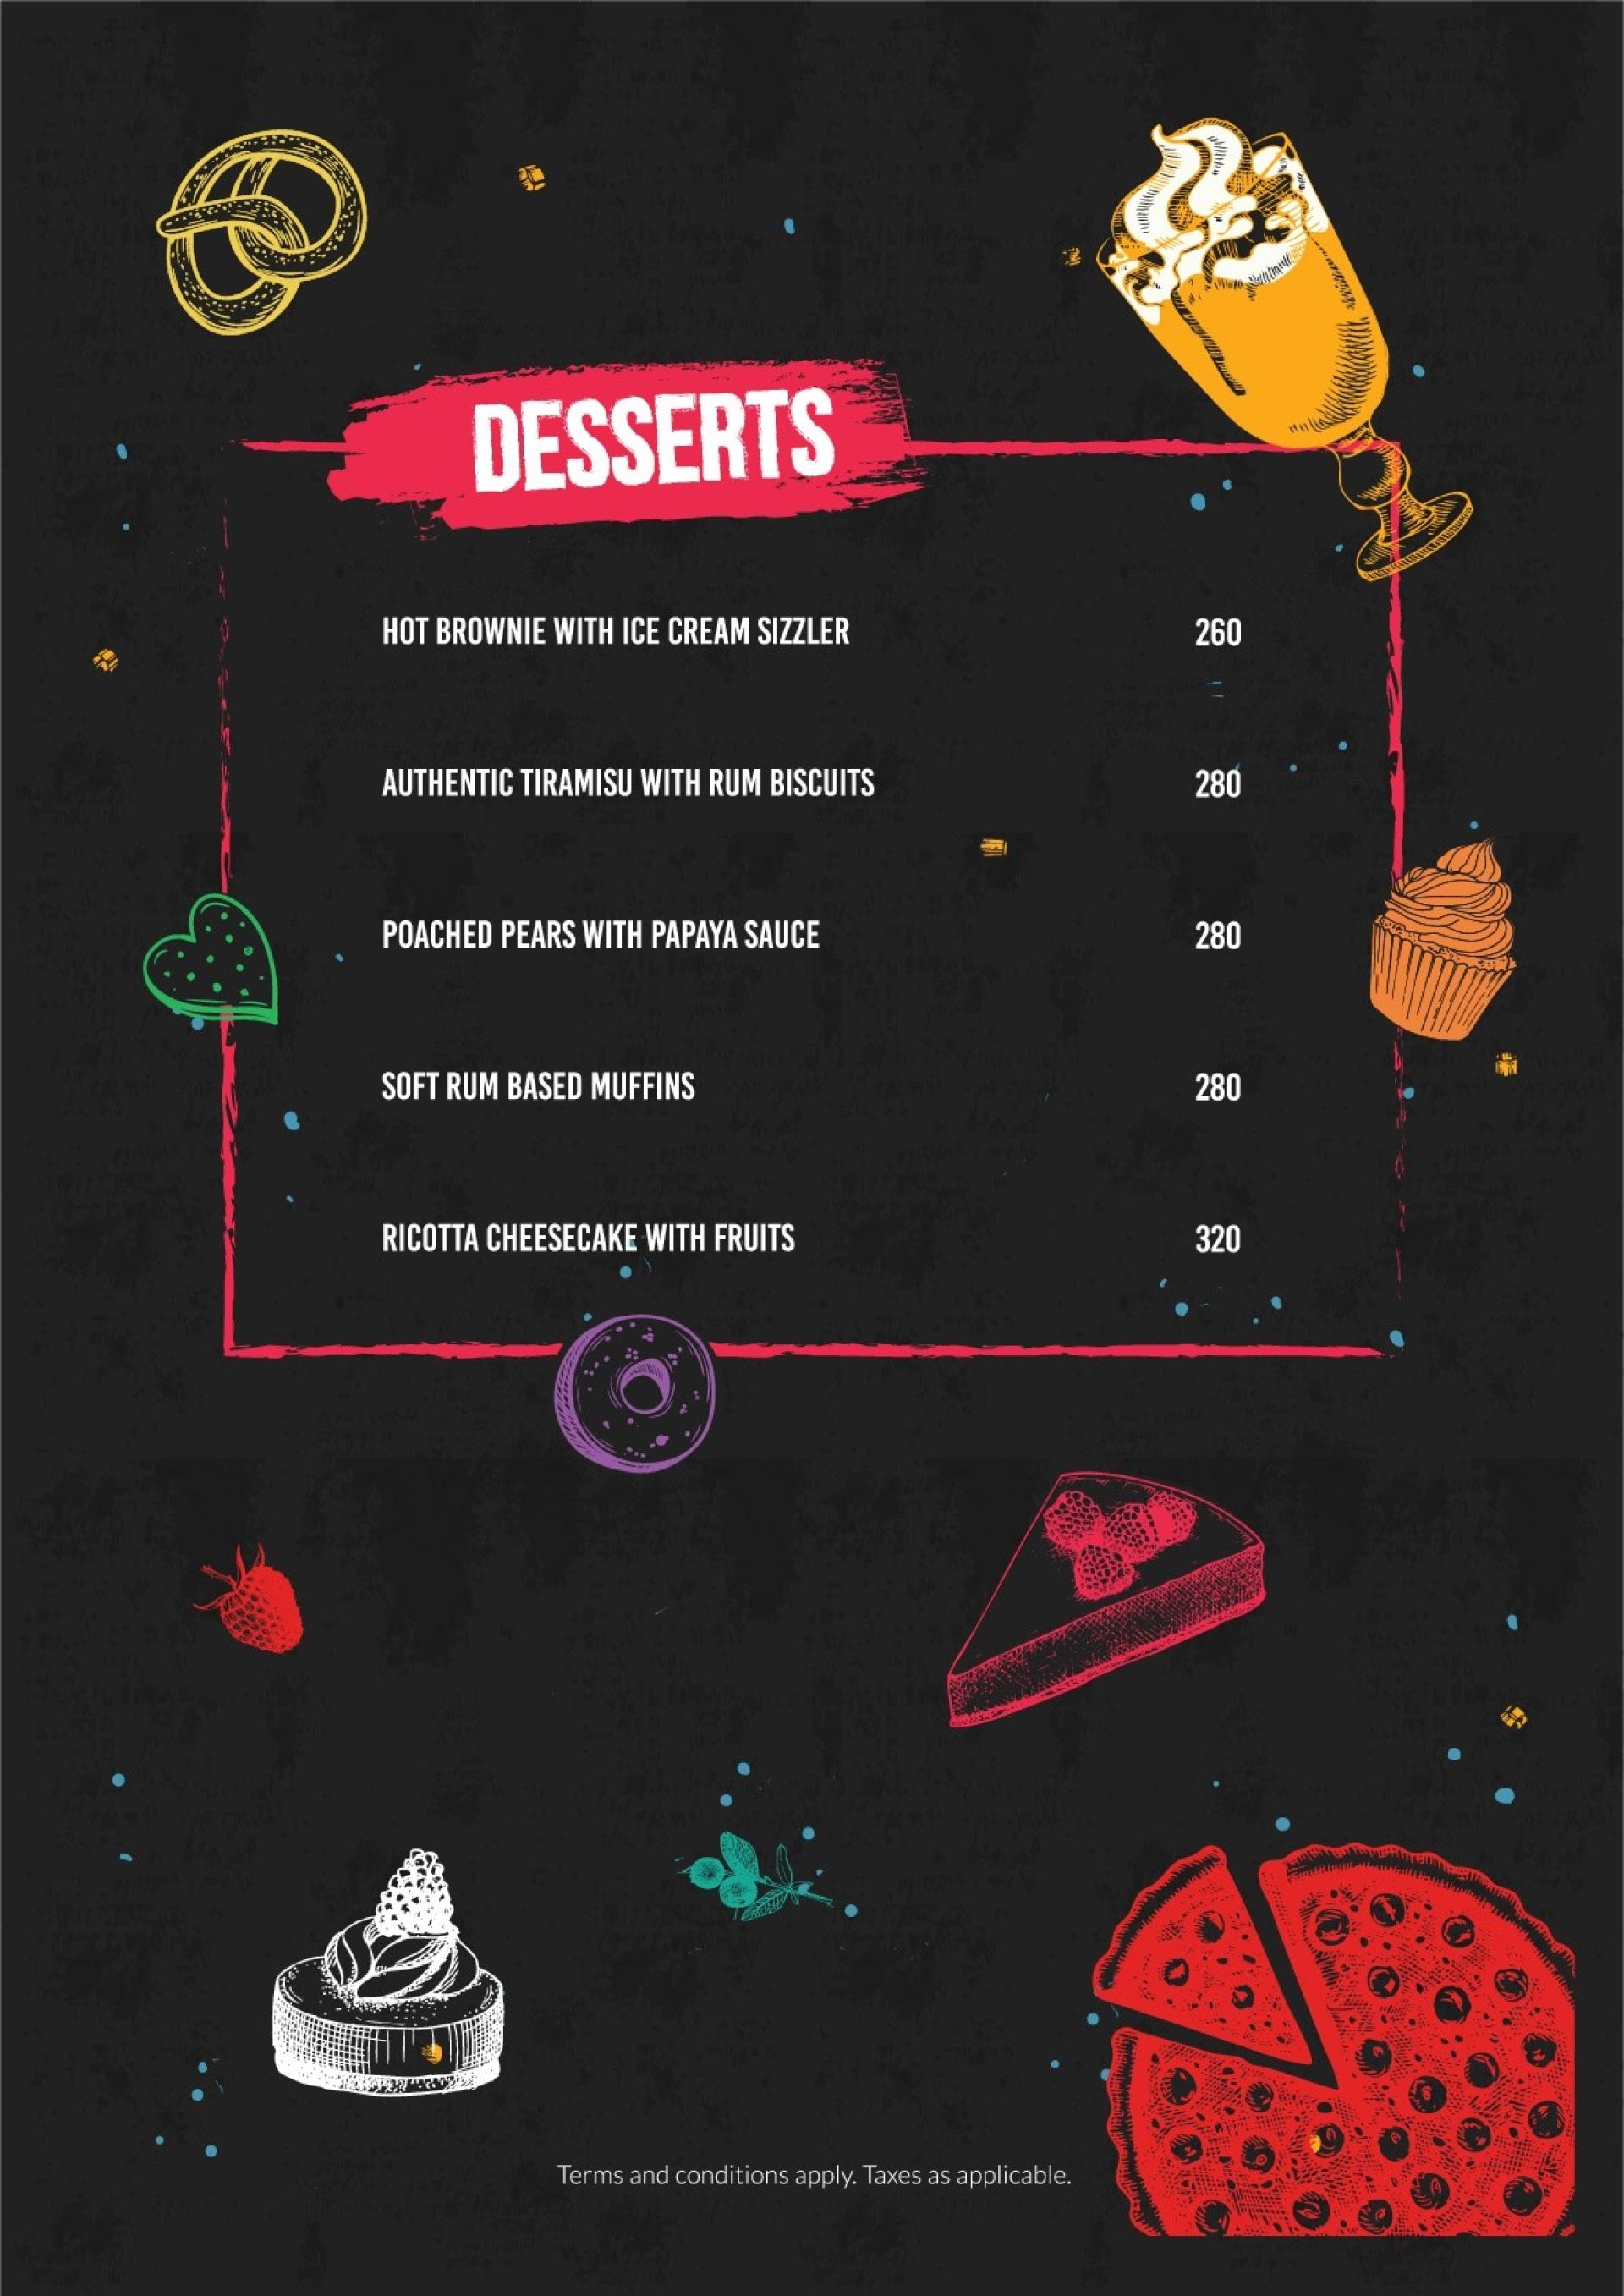 DESSERTS
HOT BROWNIE WITH ICE CREAM SIZZLER 260
AUTHENTIC TIRAMISU WITH RUM BISCUITS 280
POACHED PEARS WITH PAPAYA SAUCE 280
SOFT RUM BASED MUFFINS 280
RICOTTA CHEESECAKE WITH FRUITS 320
Terms and conditions apply. Taxes as applicable.